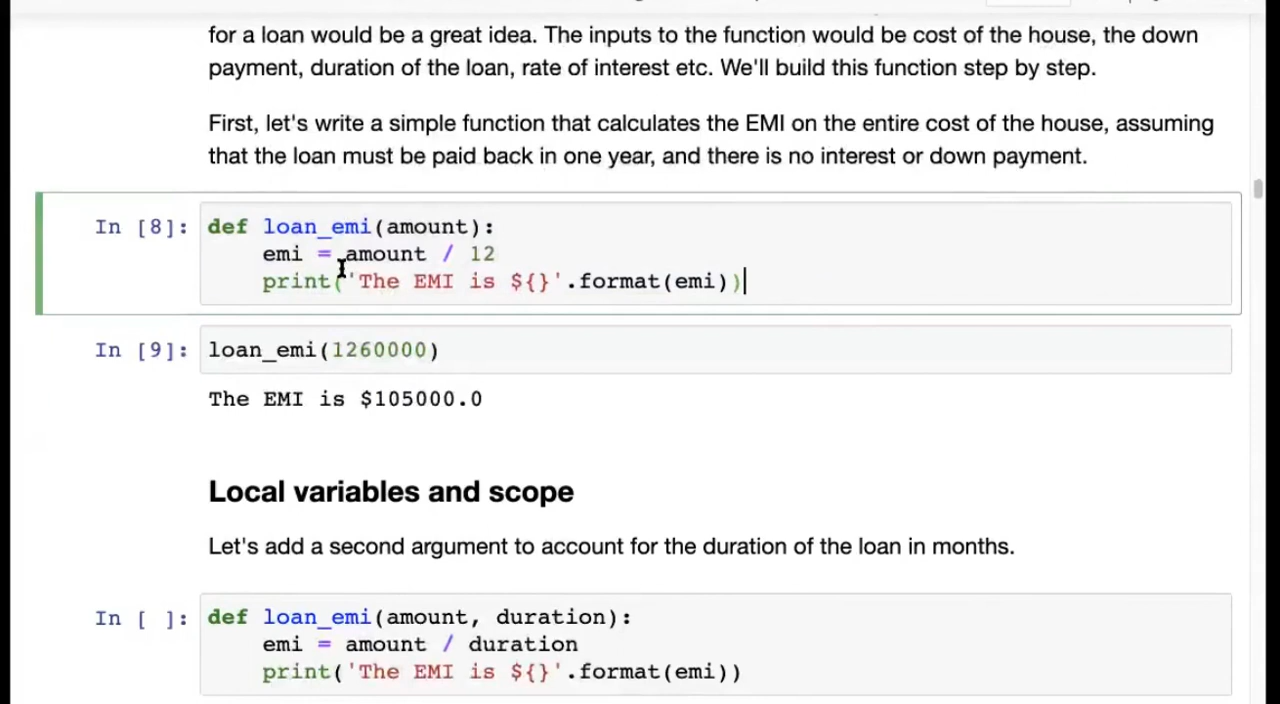 for a loan would be a great idea. The inputs to the function would be cost of the house, the down
payment, duration of the loan, rate of interest etc. We'll build this function step by step.
First, let's write a simple function that calculates the EMI on the entire cost of the house, assuming
that the loan must be paid back in one year, and there is no interest or down payment.
In [8]: def loan_emi(amount):
emi = amount / 12
print('The EMI is ${}'.format(emi))
In [9]: loan_emi(1260000)
The EMI is $105000.0
Local variables and scope
Let's add a second argument to account for the duration of the loan in months.
In [ ]: def loan_emi(amount, duration):
emi = amount / duration
print('The EMI is ${}'.format(emi))